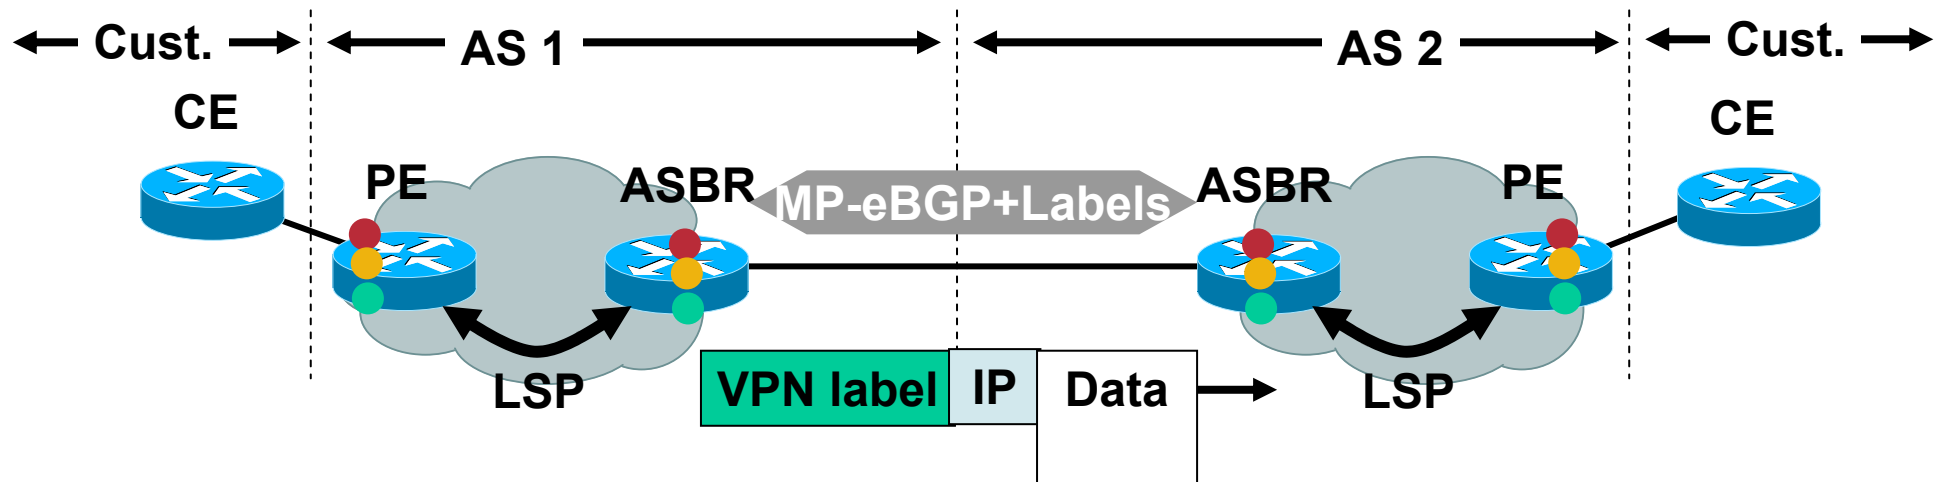 Cust.
AS 1
AS 2
Cust.
CE
CE
PE
ASBR
MP-eBGP+Labels
ASBR
PE
LSP
VPN label
IP
Data
LSP